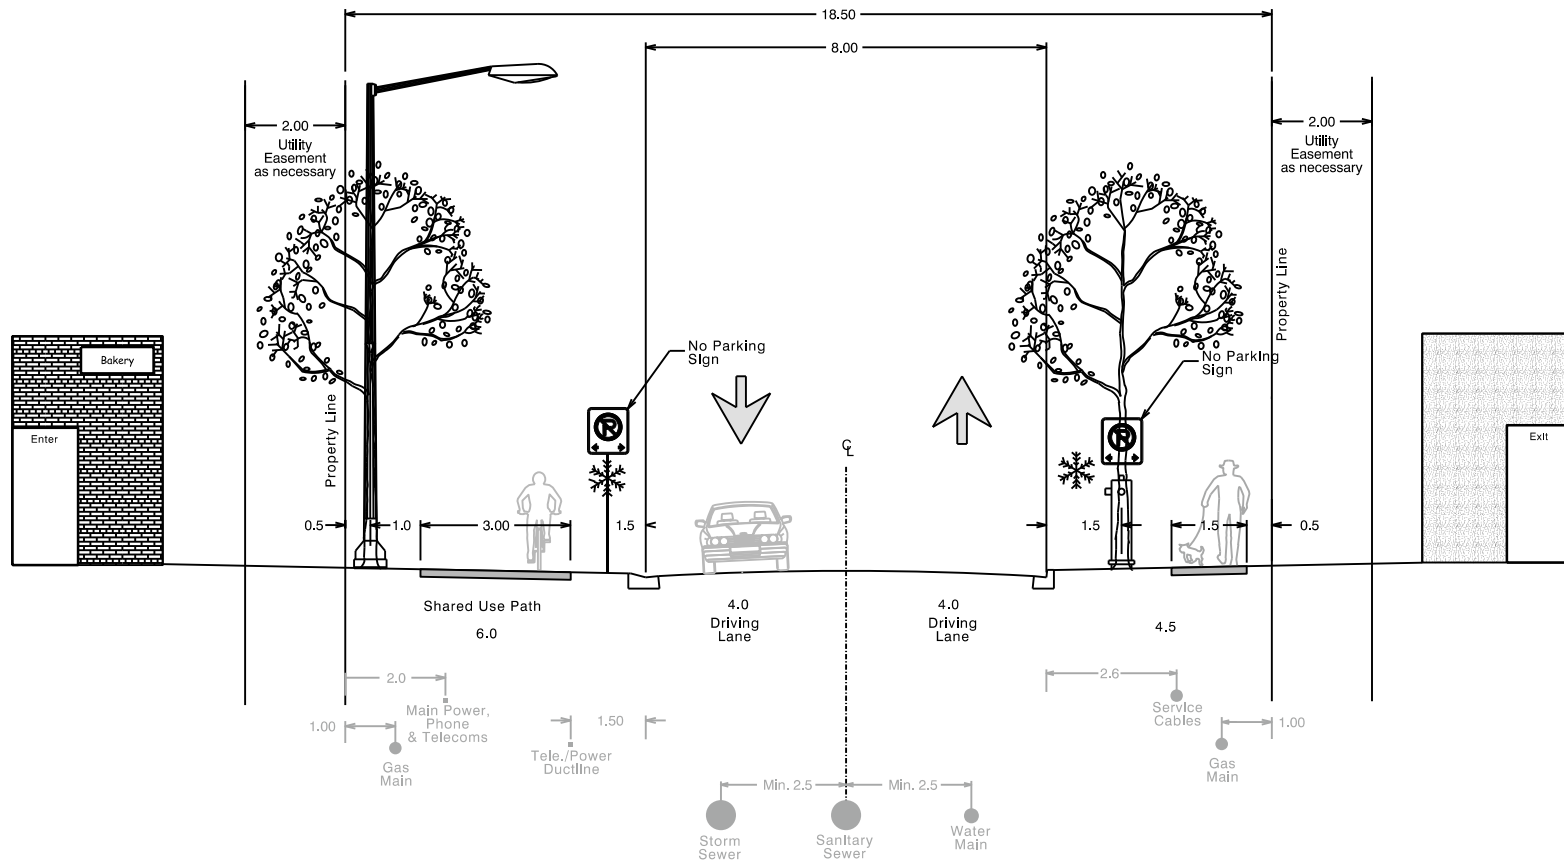 18.50
8.00
2.00
Utility
Easement
as necessary
2.00
Utility
Easement
as necessary
Property Line
Property Line
No Parking
Sign
No Parking
Sign
Bakery
Enter
Exit
℄
0.5
1.0
3.00
1.5
1.5
1.5
0.5
Shared Use Path
6.0
4.0
Driving
Lane
4.0
Driving
Lane
4.5
2.0
Main Power,
Phone
& Telecoms
1.00
Gas
Main
1.50
Tele./Power
Ductline
2.6
Service
Cables
1.00
Gas
Main
Min. 2.5
Min. 2.5
Storm
Sewer
Sanitary
Sewer
Water
Main